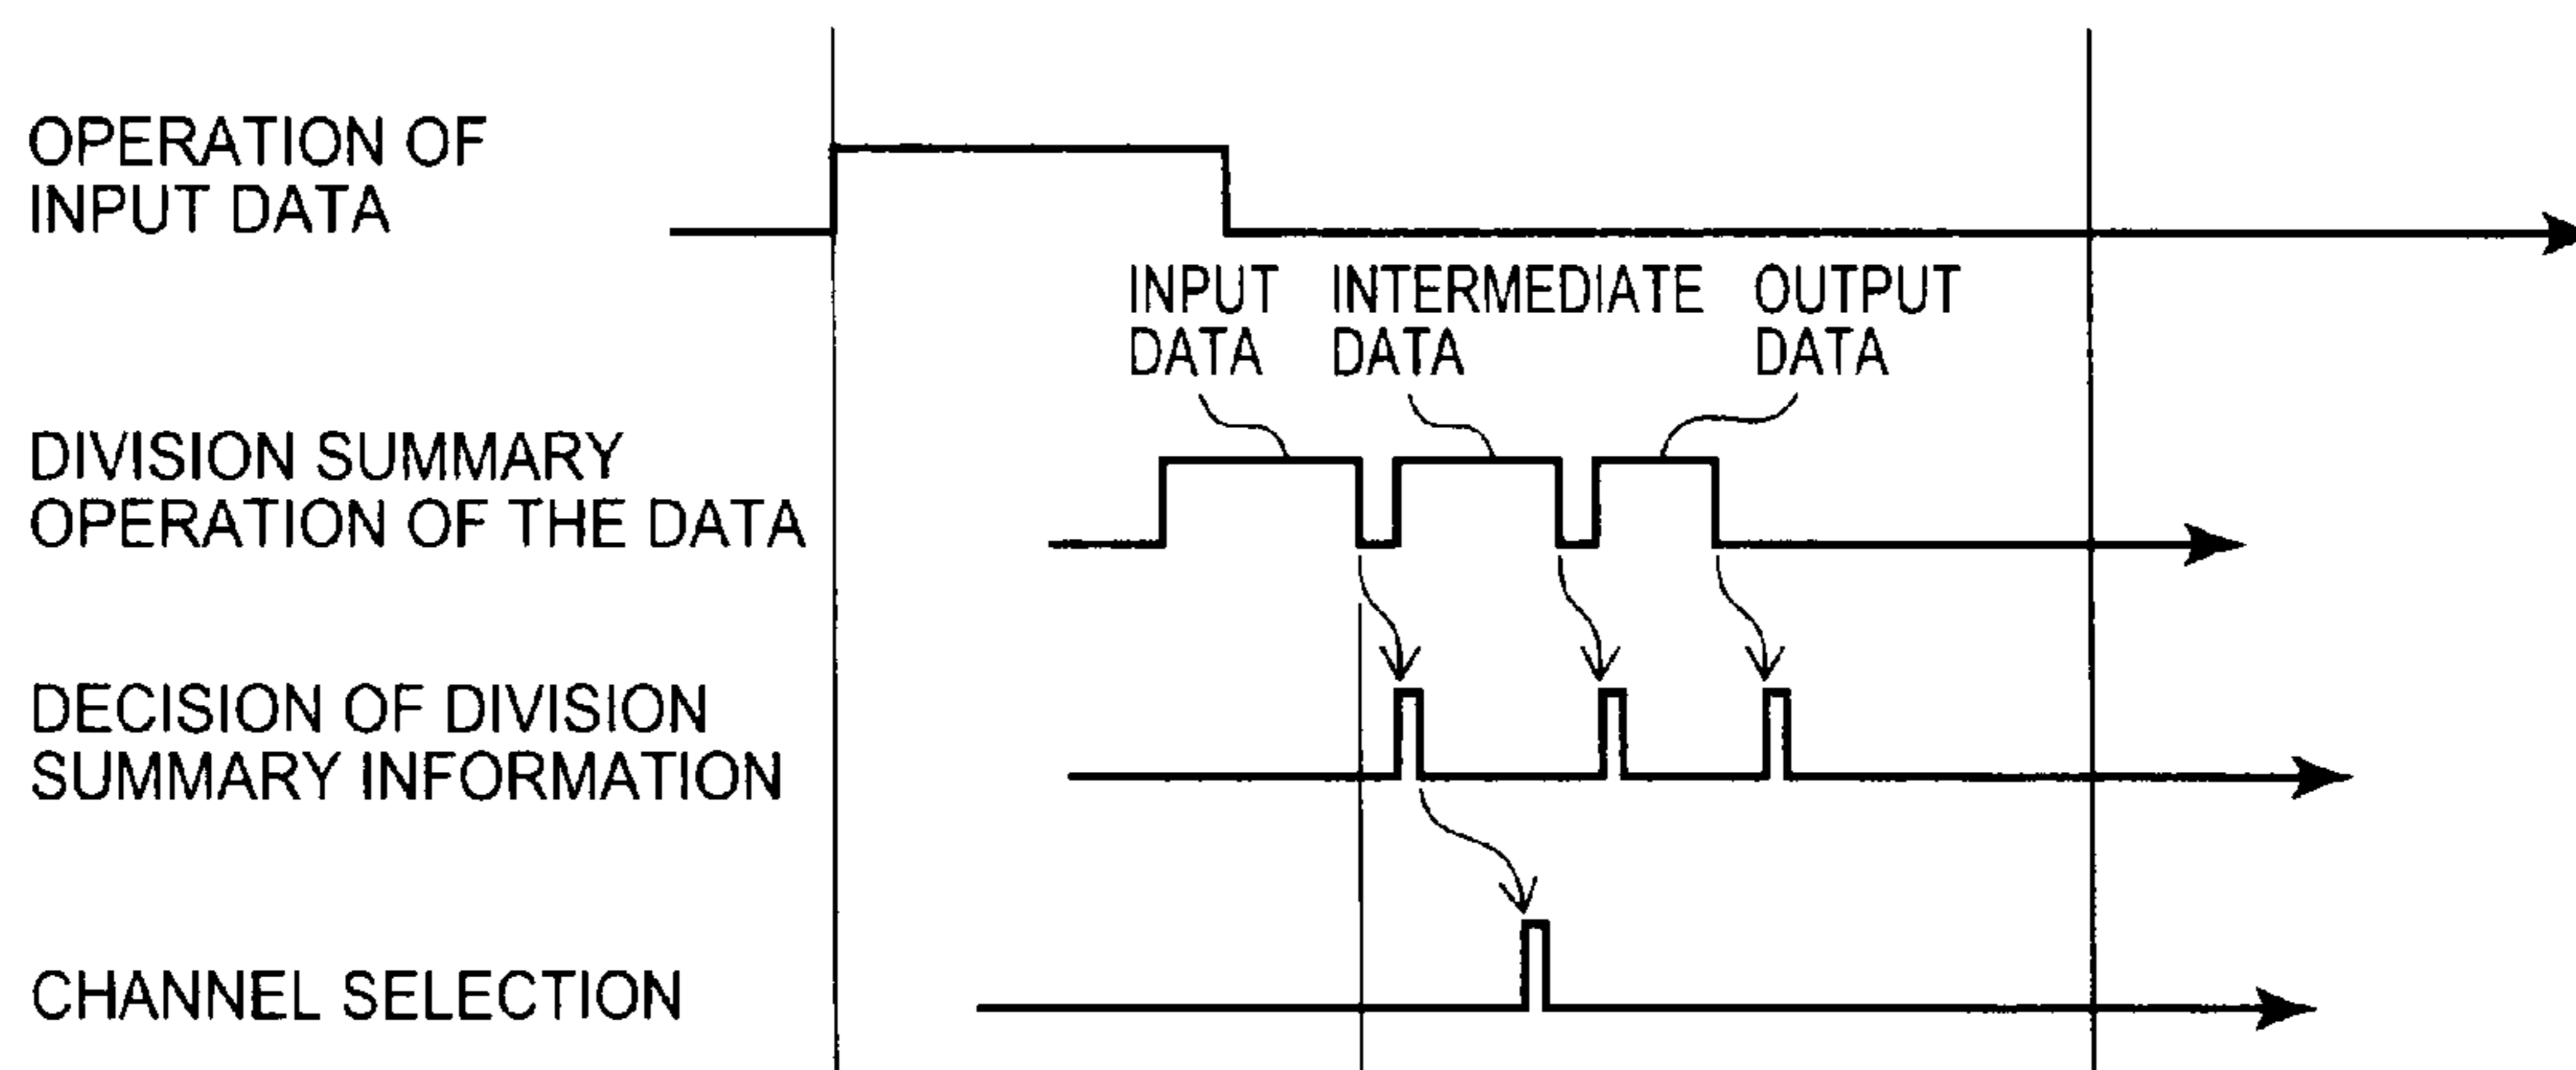 OPERATION OF
INPUT DATA
INPUT
DATA
INTERMEDIATE
DATA
OUTPUT
DATA
DIVISION SUMMARY
OPERATION OF THE DATA
DECISION OF DIVISION
SUMMARY INFORMATION
CHANNEL SELECTION